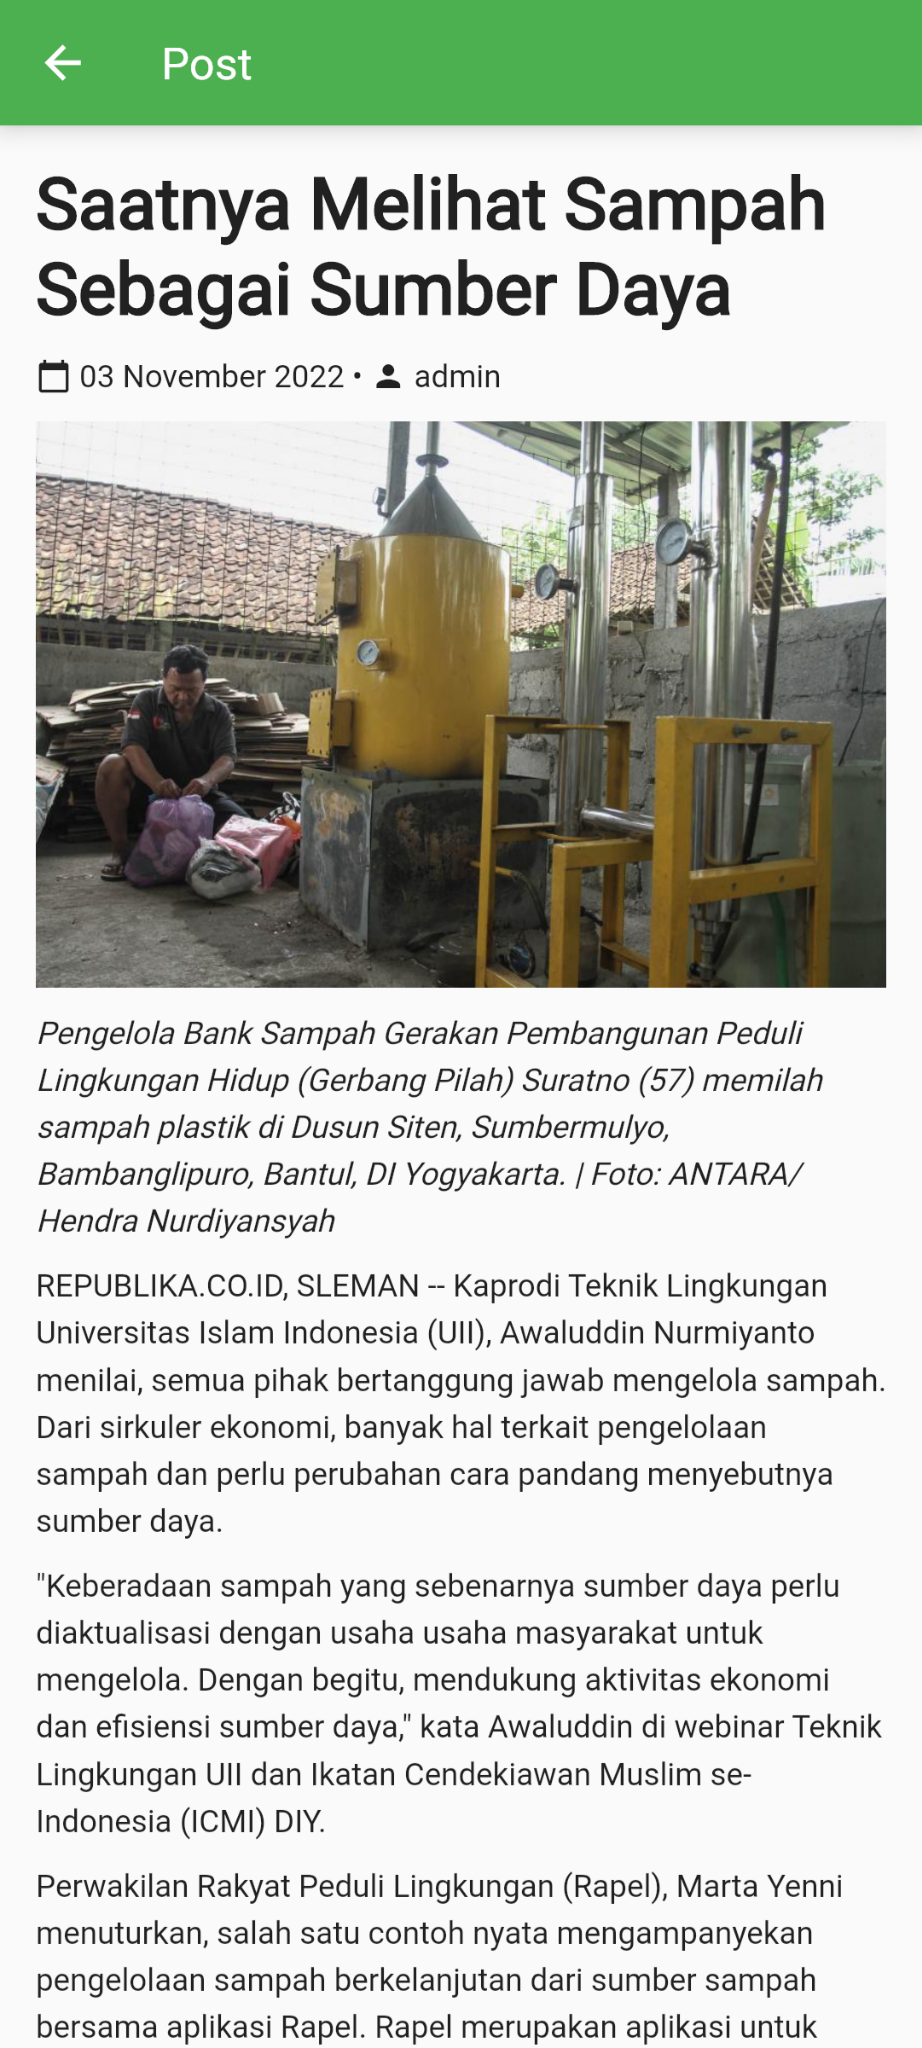 Post
Saatnya Melihat Sampah
Sebagai Sumber Daya
03 November 2022 • admin
Pengelola Bank Sampah Gerakan Pembangunan Peduli
Lingkungan Hidup (Gerbang Pilah) Suratno (57) memilah
sampah plastik di Dusun Siten, Sumbermulyo,
Bambanglipuro, Bantul, DI Yogyakarta. | Foto: ANTARA/
Hendra Nurdiyansyah
REPUBLIKA.CO.ID, SLEMAN -- Kaprodi Teknik Lingkungan
Universitas Islam Indonesia (UII), Awaluddin Nurmiyanto
menilai, semua pihak bertanggung jawab mengelola sampah.
Dari sirkuler ekonomi, banyak hal terkait pengelolaan
sampah dan perlu perubahan cara pandang menyebutnya
sumber daya.
"Keberadaan sampah yang sebenarnya sumber daya perlu
diaktualisasi dengan usaha usaha masyarakat untuk
mengelola. Dengan begitu, mendukung aktivitas ekonomi
dan efisiensi sumber daya," kata Awaluddin di webinar Teknik
Lingkungan UII dan Ikatan Cendekiawan Muslim se-
Indonesia (ICMI) DIY.
Perwakilan Rakyat Peduli Lingkungan (Rapel), Marta Yenni
menuturkan, salah satu contoh nyata mengampanyekan
pengelolaan sampah berkelanjutan dari sumber sampah
bersama aplikasi Rapel. Rapel merupakan aplikasi untuk